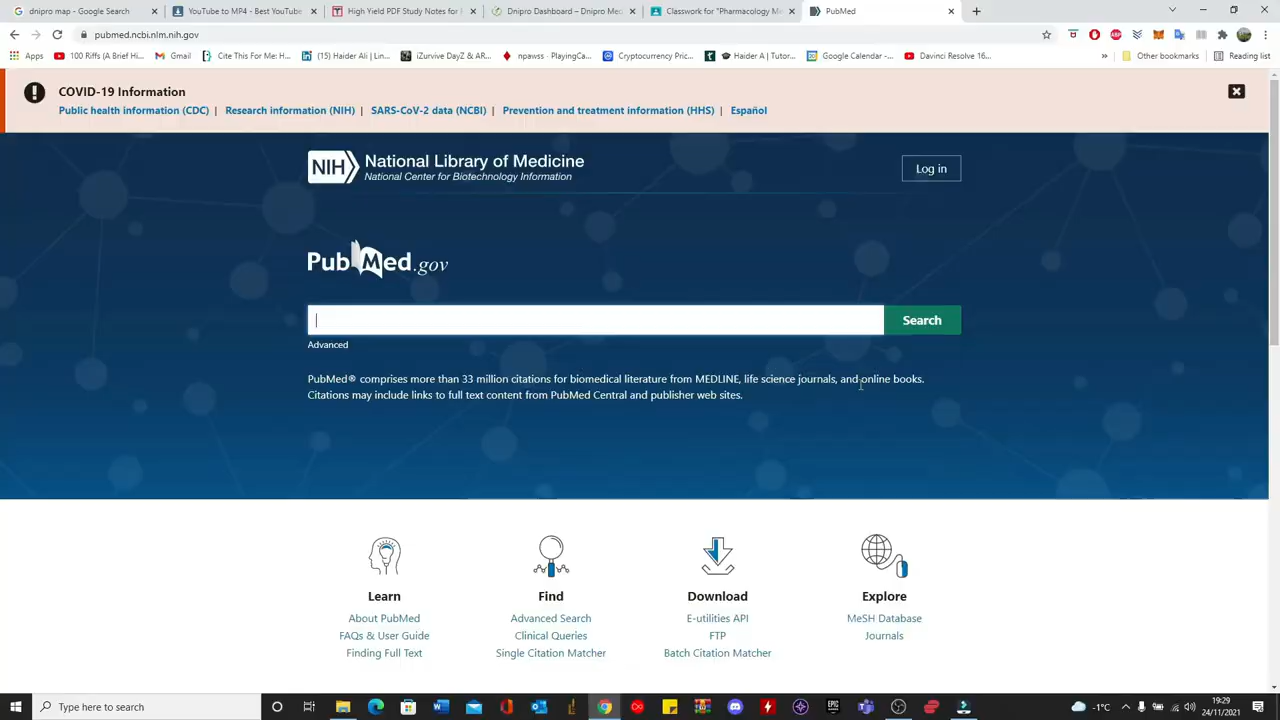 dnipro map - Google Search
YouTube to MP4 - Best YouTube
High Yield PDF Study Notes for
Dnipro Dashboard – Dnipro Me
Classwork for "Pharmacology M
PubMed
pubmed.ncbi.nlm.nih.gov
Apps
100 Riffs (A Brief Hi...
Gmail
Cite This For Me: H...
(15) Haider Ali | Lin...
iZurvive DayZ & AR...
npawss - PlayingCa...
Cryptocurrency Pric...
Haider A | Tutor...
Google Calendar -...
Davinci Resolve 16...
Other bookmarks
Reading list
COVID-19 Information
Public health information (CDC) | Research information (NIH) | SARS-CoV-2 data (NCBI) | Prevention and treatment information (HHS) | Español
NIH National Library of Medicine
National Center for Biotechnology Information
Log in
PubMed.gov
Search
Advanced
PubMed® comprises more than 33 million citations for biomedical literature from MEDLINE, life science journals, and online books.
Citations may include links to full text content from PubMed Central and publisher web sites.
Learn
About PubMed
FAQs & User Guide
Finding Full Text
Find
Advanced Search
Clinical Queries
Single Citation Matcher
Download
E-utilities API
FTP
Batch Citation Matcher
Explore
MeSH Database
Journals
Type here to search
-1°C
19:29
24/11/2021